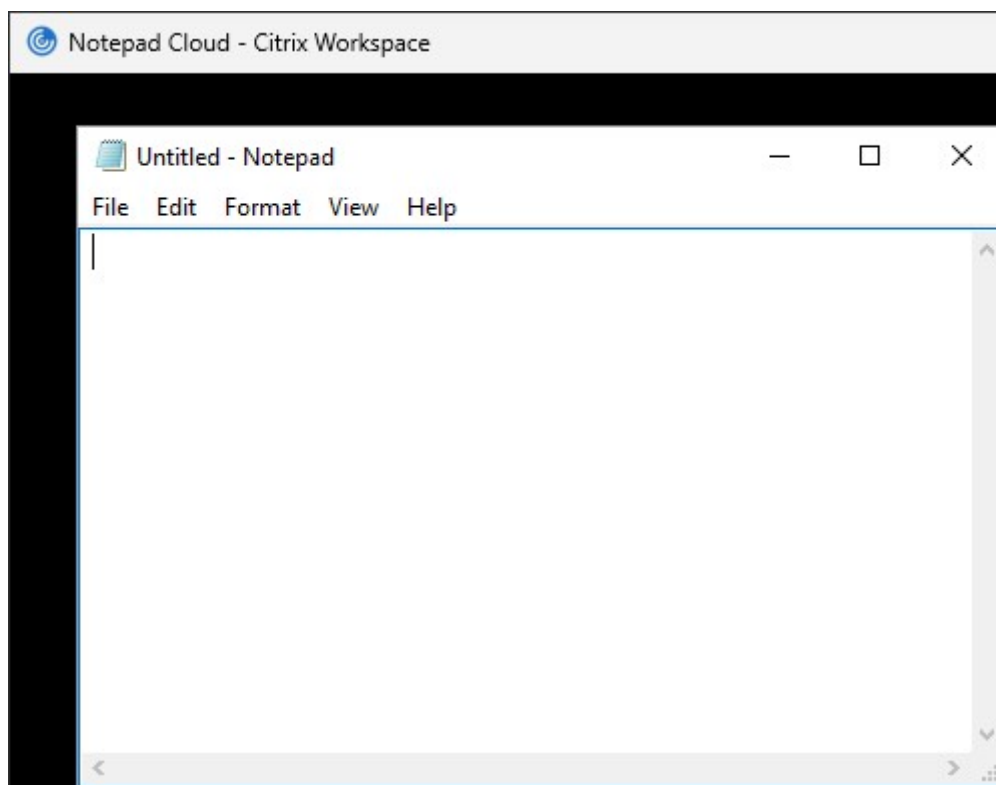 Notepad Cloud - Citrix Workspace
Untitled - Notepad
File Edit Format View Help